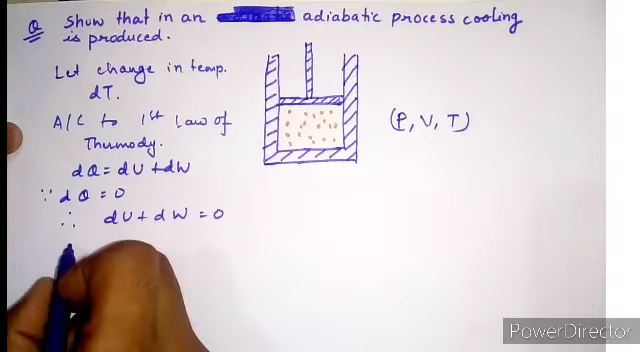 Q Show that in an adiabatic process cooling
is produced.
Let change in temp.
dT.
A/C to 1st Law of
Thumody.
dQ = dU + dW
∵ dQ = 0
∴ dU + dW = 0
(P, V, T)
PowerDirector